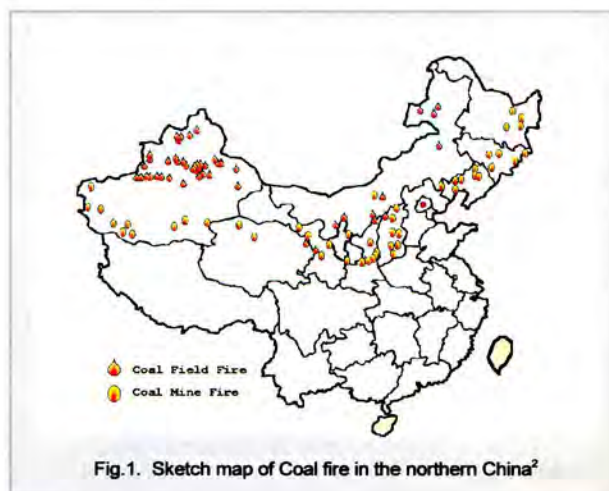 Coal Field Fire
Coal Mine Fire
Fig.1. Sketch map of Coal fire in the northern China²